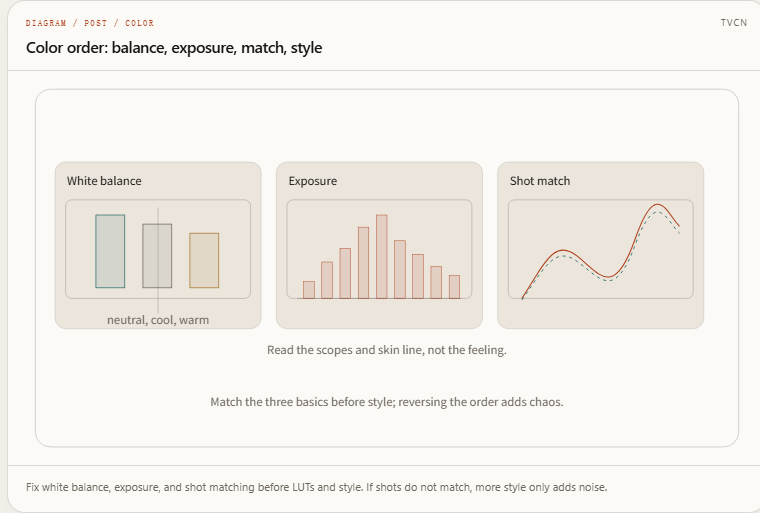 DIAGRAM / POST / COLOR
TVCN
Color order: balance, exposure, match, style
White balance
Exposure
Shot match
neutral, cool, warm
Read the scopes and skin line, not the feeling.
Match the three basics before style; reversing the order adds chaos.
Fix white balance, exposure, and shot matching before LUTs and style. If shots do not match, more style only adds noise.